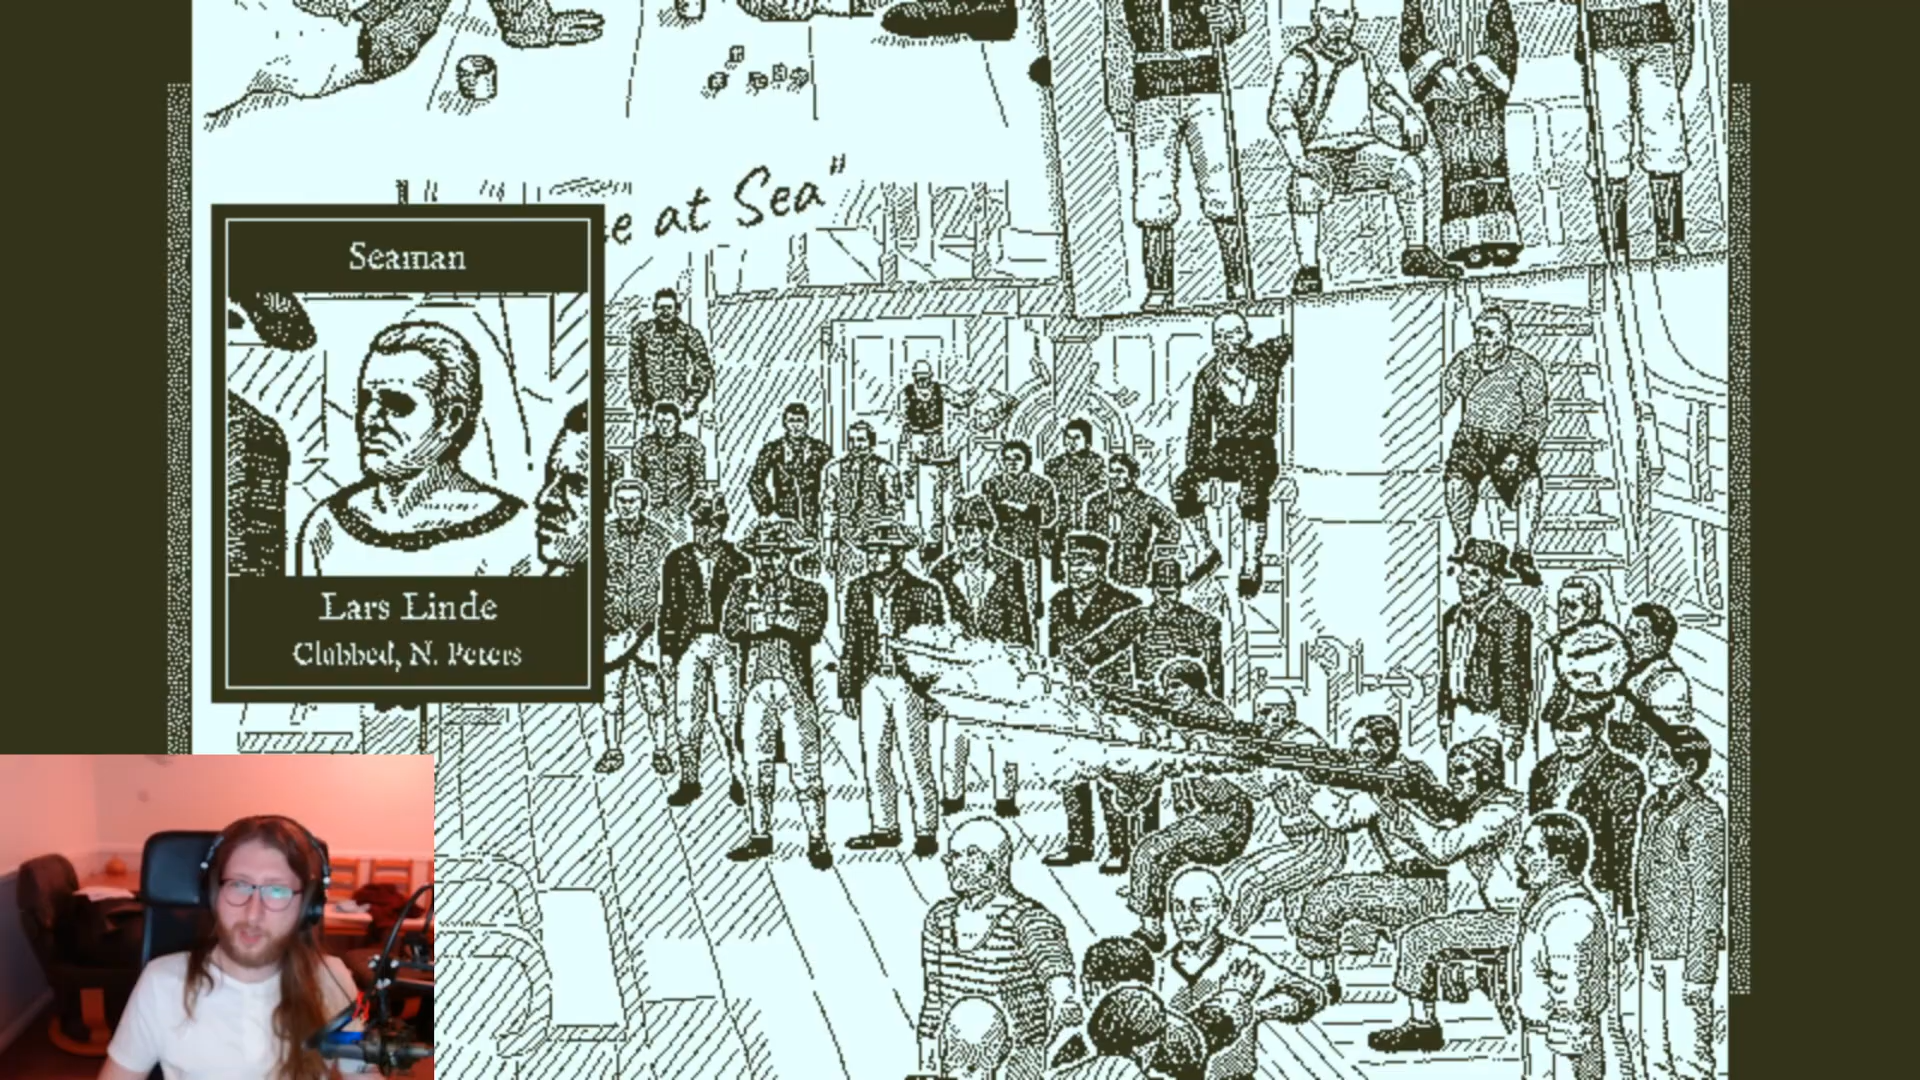 e at Sea"
Seaman
Lars Linde
Clubbed, N. Peters